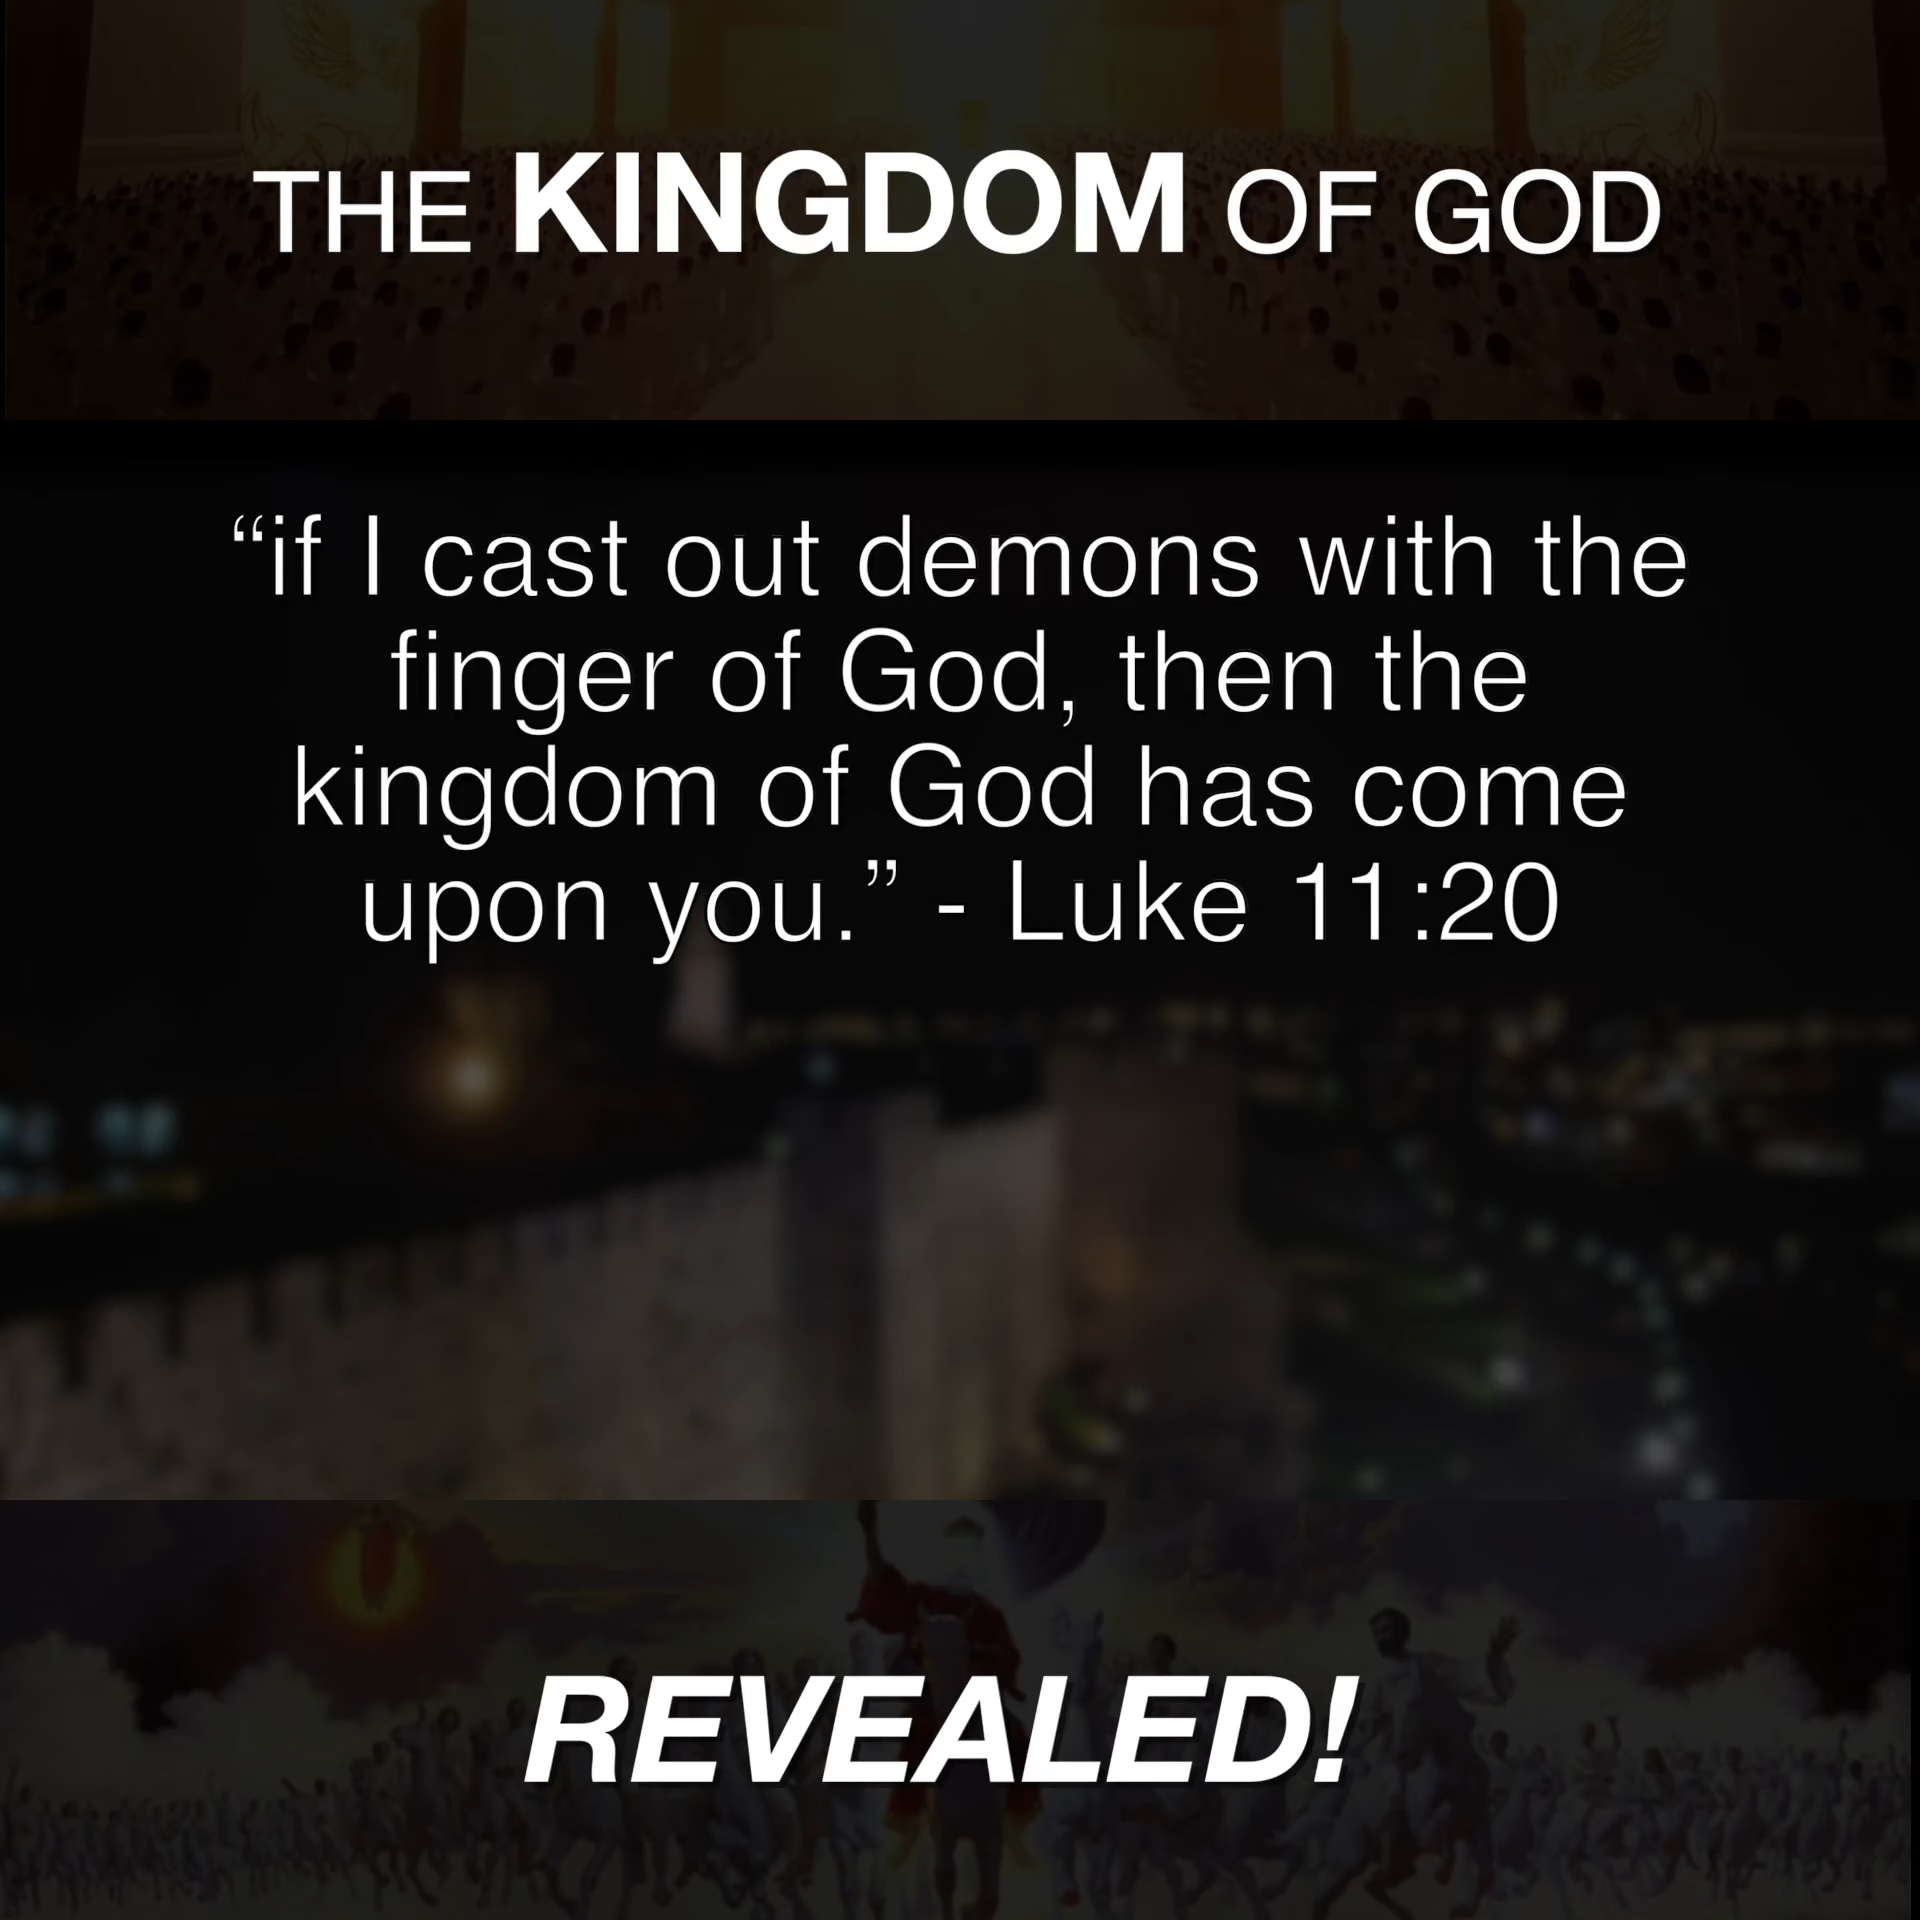 THE KINGDOM OF GOD
“if I cast out demons with the
finger of God, then the
kingdom of God has come
upon you.” - Luke 11:20
REVEALED!